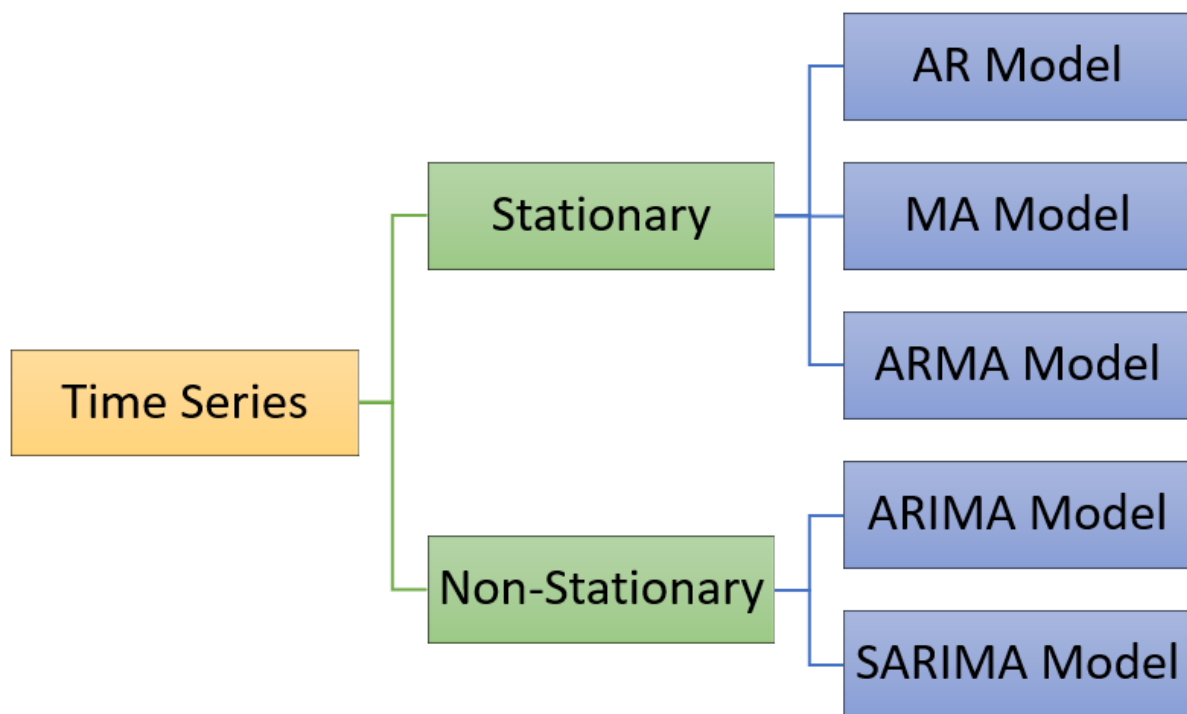 Time Series
Stationary
Non-Stationary
AR Model
MA Model
ARMA Model
ARIMA Model
SARIMA Model